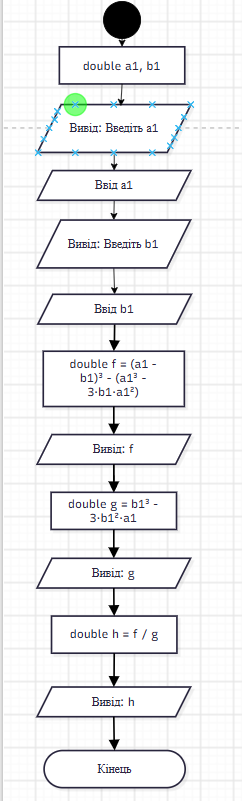 double a1, b1
Вивід: Введіть a1
Ввід a1
Вивід: Введіть b1
Ввід b1
double f = (a1 -
b1)³ - (a1³ -
3·b1·a1²)
Вивід: f
double g = b1³ -
3·b1²·a1
Вивід: g
double h = f / g
Вивід: h
Кінець